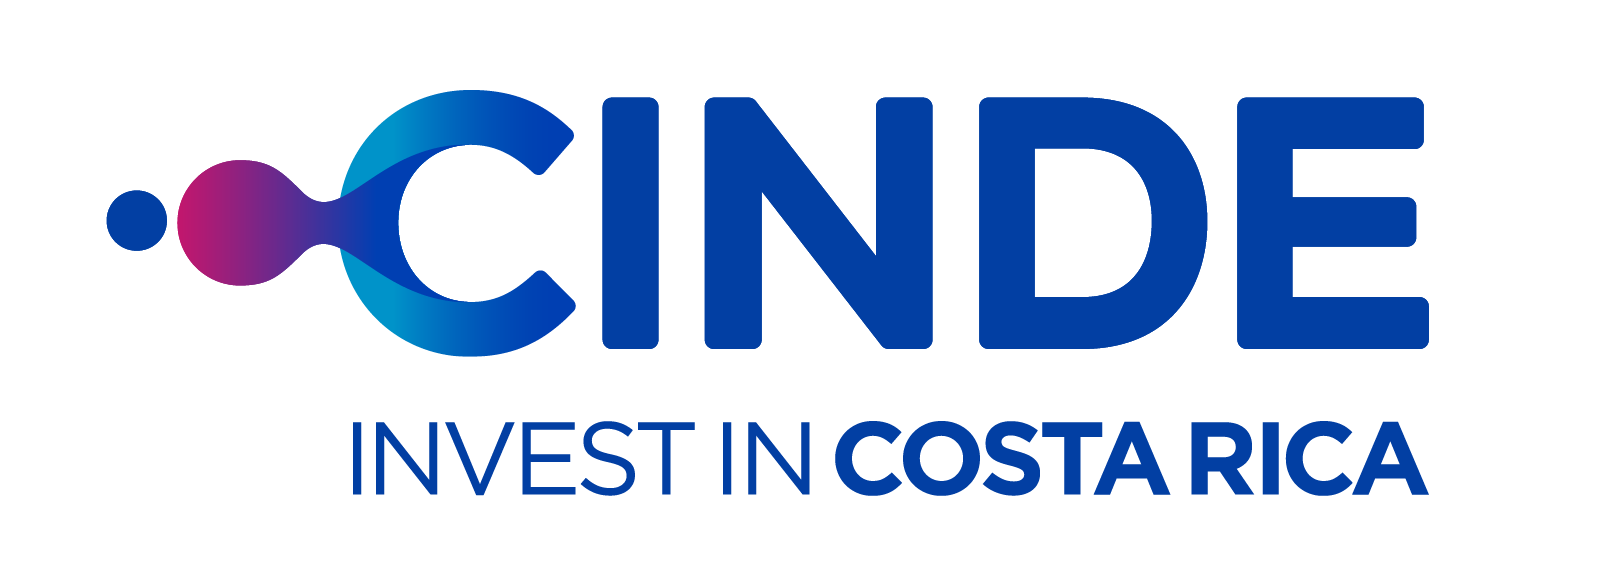 CINDE
INVEST IN COSTA RICA